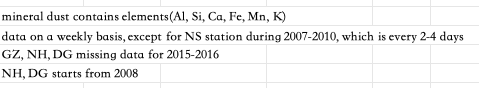 mineral dust contains elements(Al, Si, Ca, Fe, Mn, K)
data on a weekly basis, except for NS station during 2007-2010, which is every 2-4 days
GZ, NH, DG missing data for 2015-2016
NH, DG starts from 2008